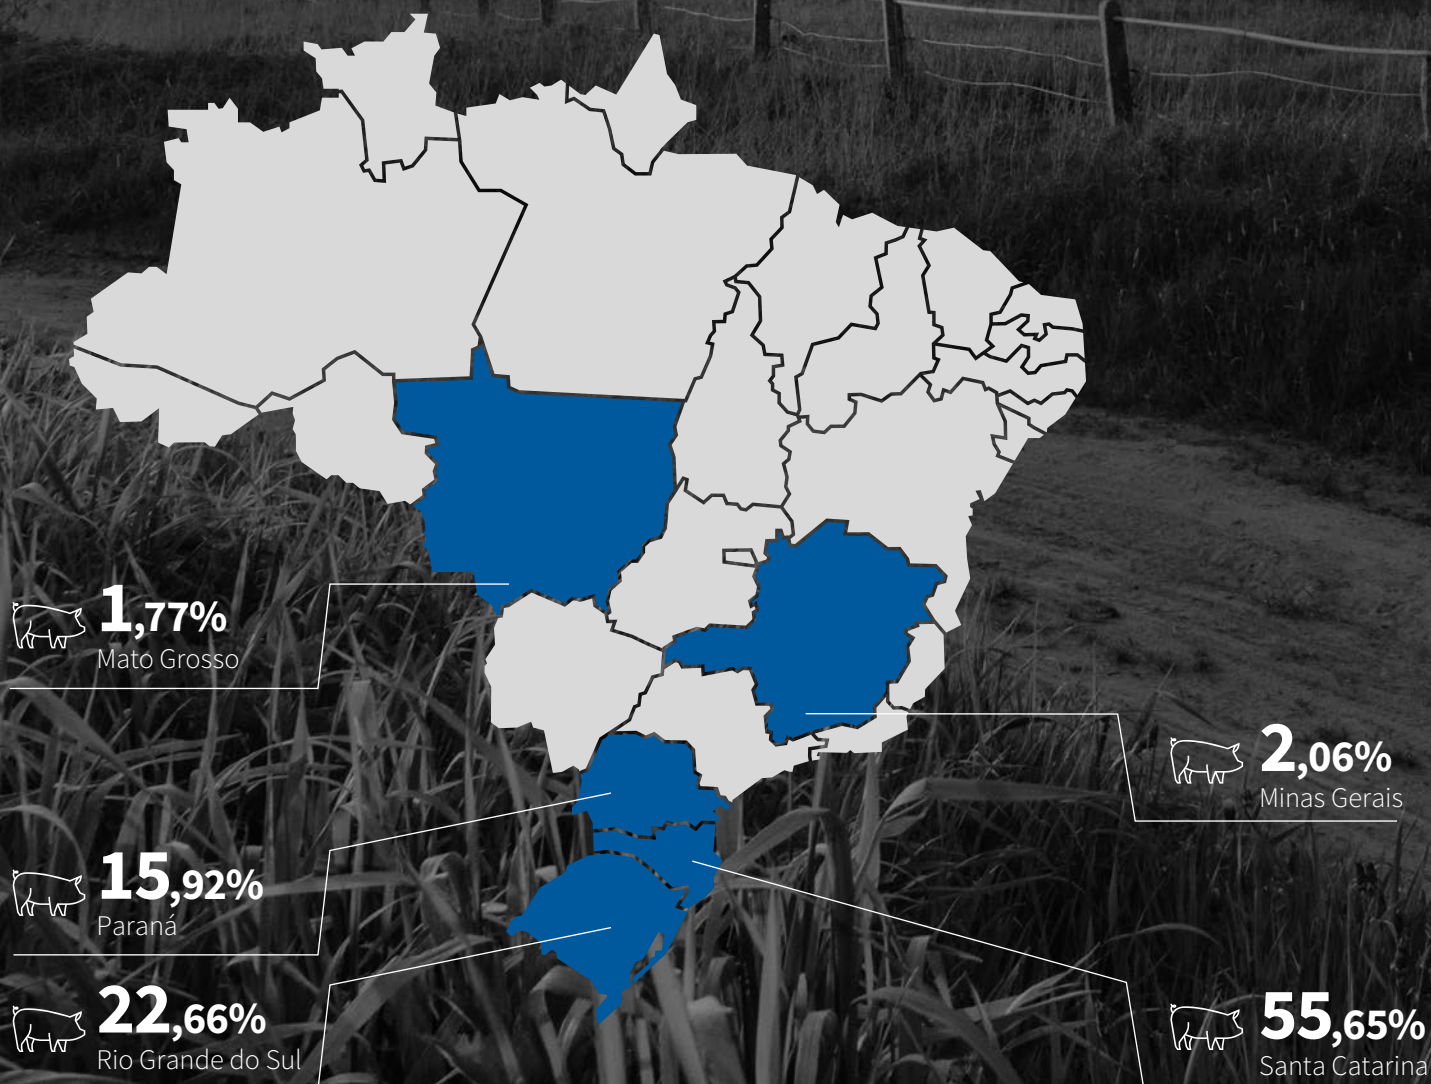 1,77%
Mato Grosso
2,06%
Minas Gerais
15,92%
Paraná
22,66%
Rio Grande do Sul
55,65%
Santa Catarina